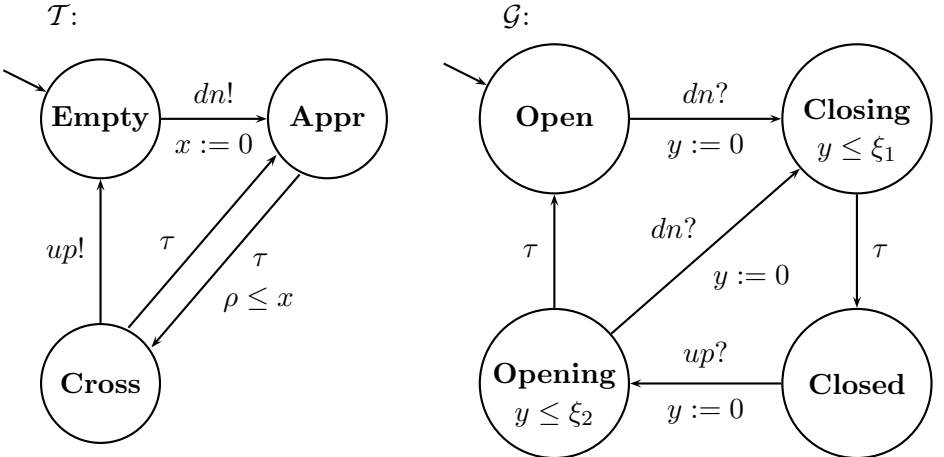 𝒯:
Empty
dn!
x := 0
Appr
up!
τ
τ
ρ ≤ x
Cross
𝒢:
Open
dn?
y := 0
Closing
y ≤ ξ₁
τ
dn?
y := 0
τ
Opening
y ≤ ξ₂
up?
y := 0
Closed